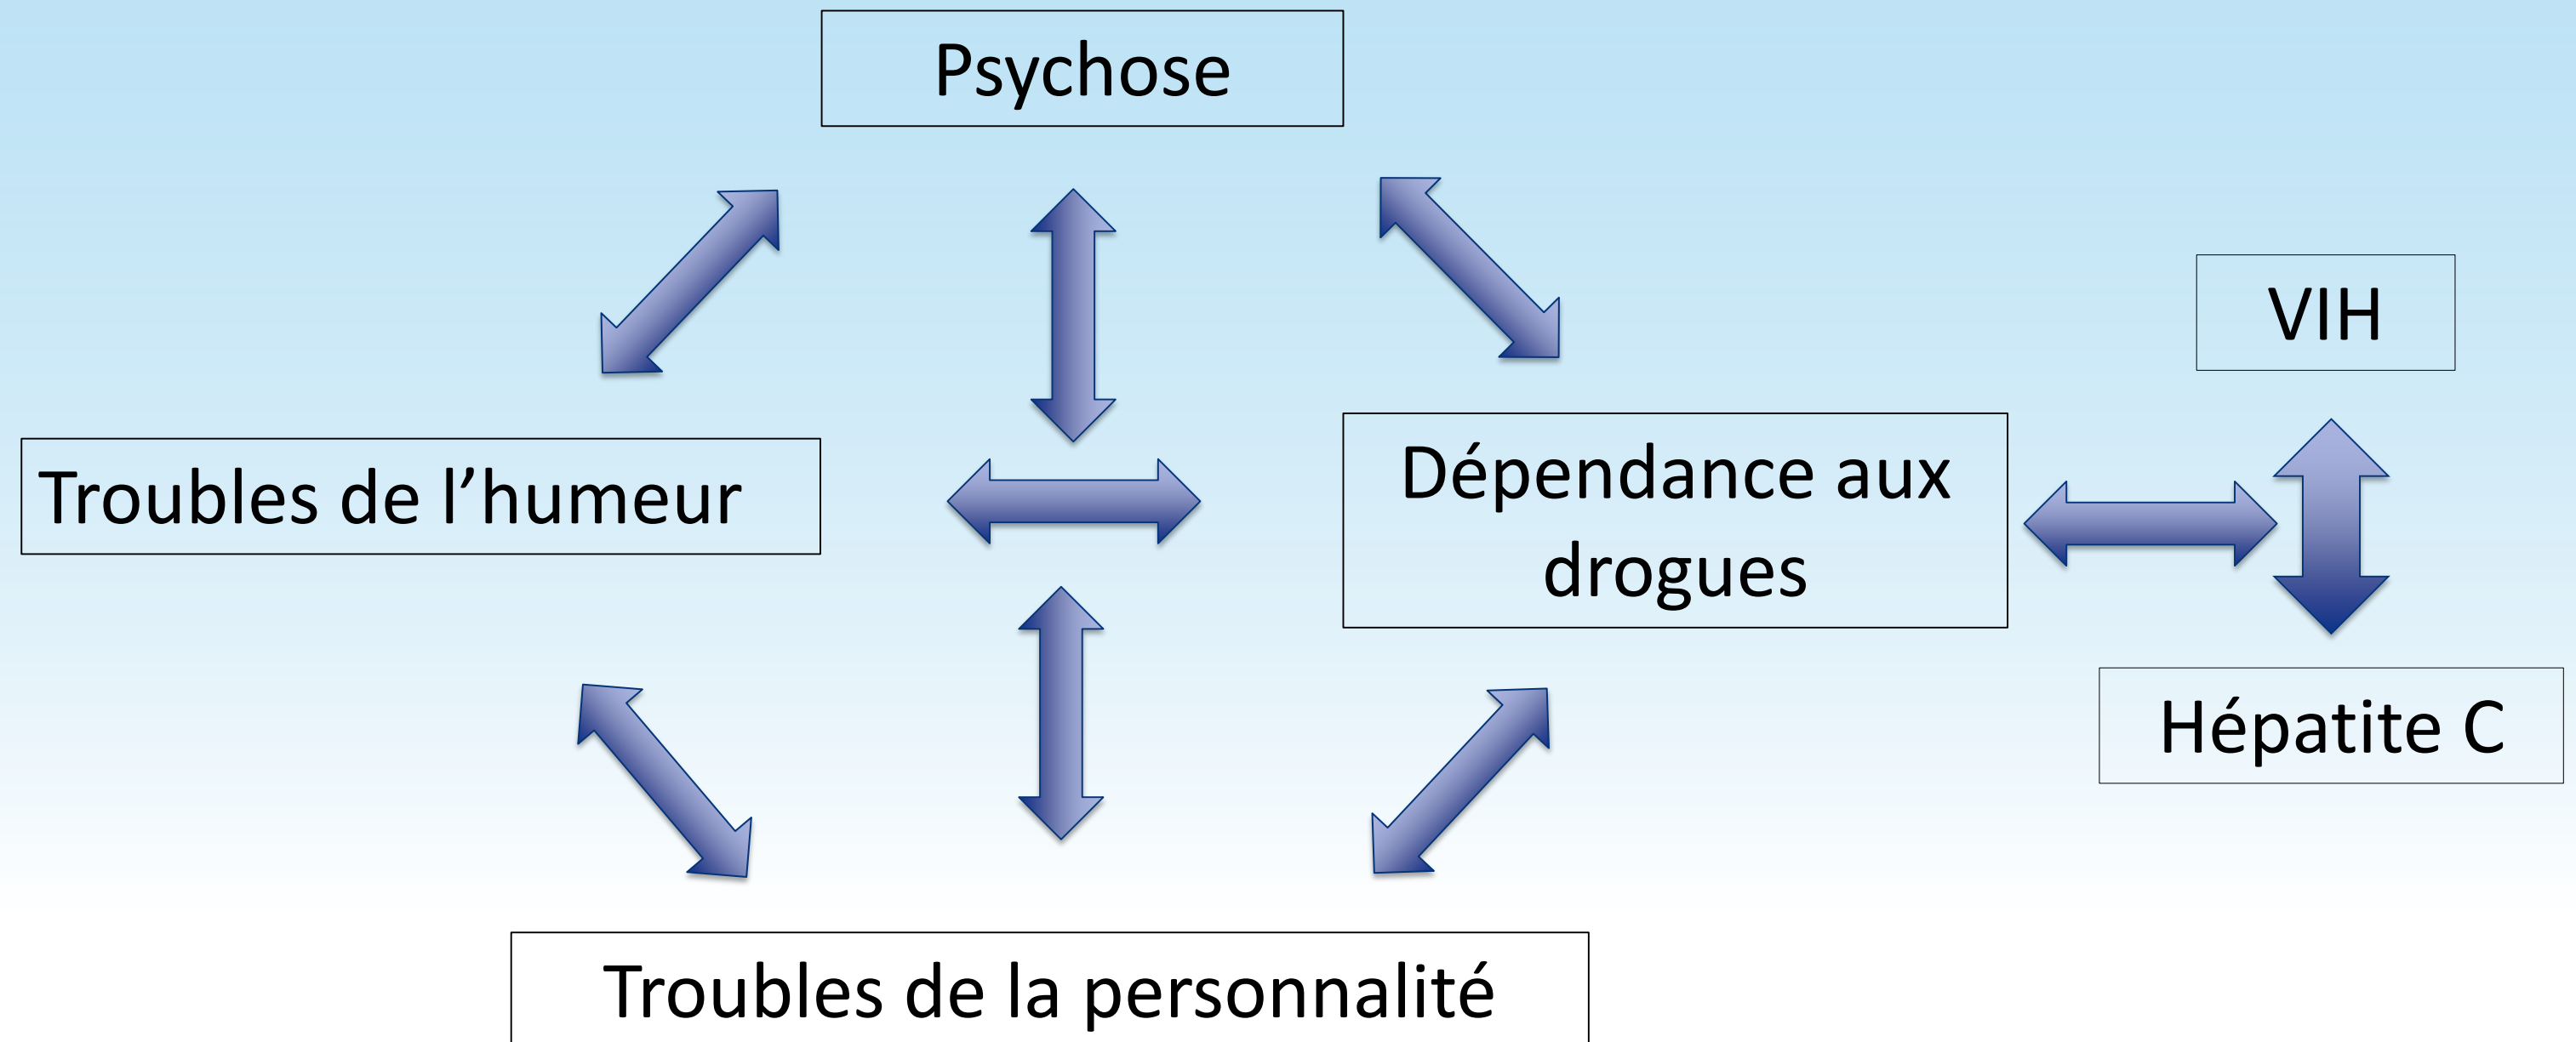 Psychose
VIH
Troubles de l’humeur
Dépendance aux
drogues
Hépatite C
Troubles de la personnalité